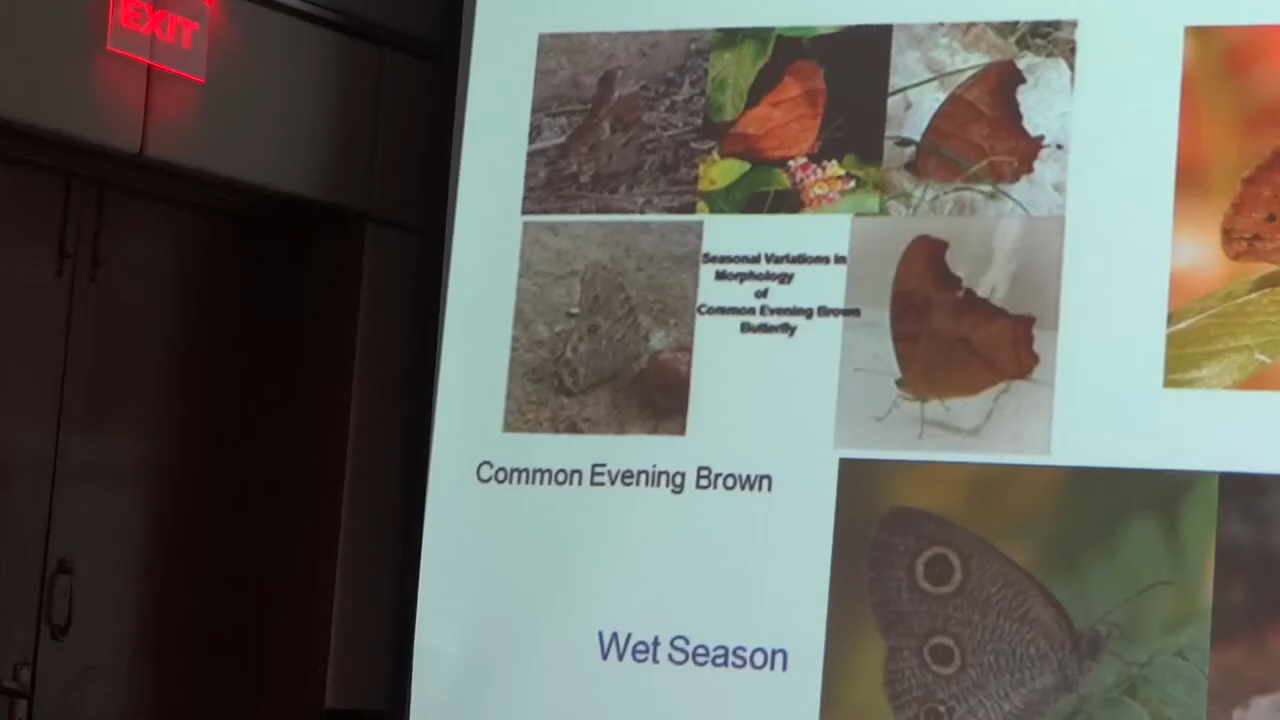 EXIT
Seasonal Variations in
Morphology
of
Common Evening Brown
Butterfly
Common Evening Brown
Wet Season